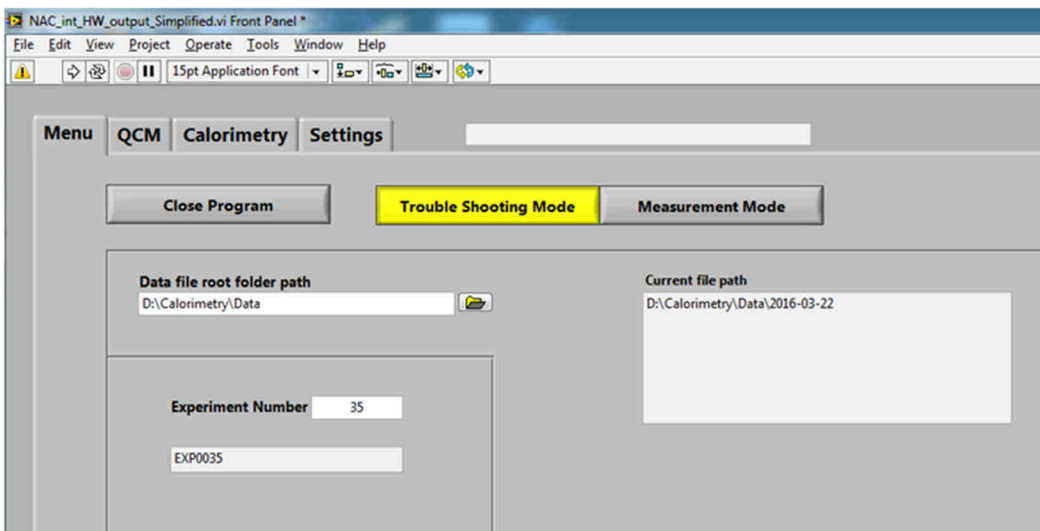 NAC_int_HW_output_Simplified.vi Front Panel *
File Edit View Project Operate Tools Window Help
15pt Application Font
Menu QCM Calorimetry Settings
Close Program Trouble Shooting Mode Measurement Mode
Data file root folder path Current file path
D:\Calorimetry\Data D:\Calorimetry\Data\2016-03-22
Experiment Number 35
EXP0035